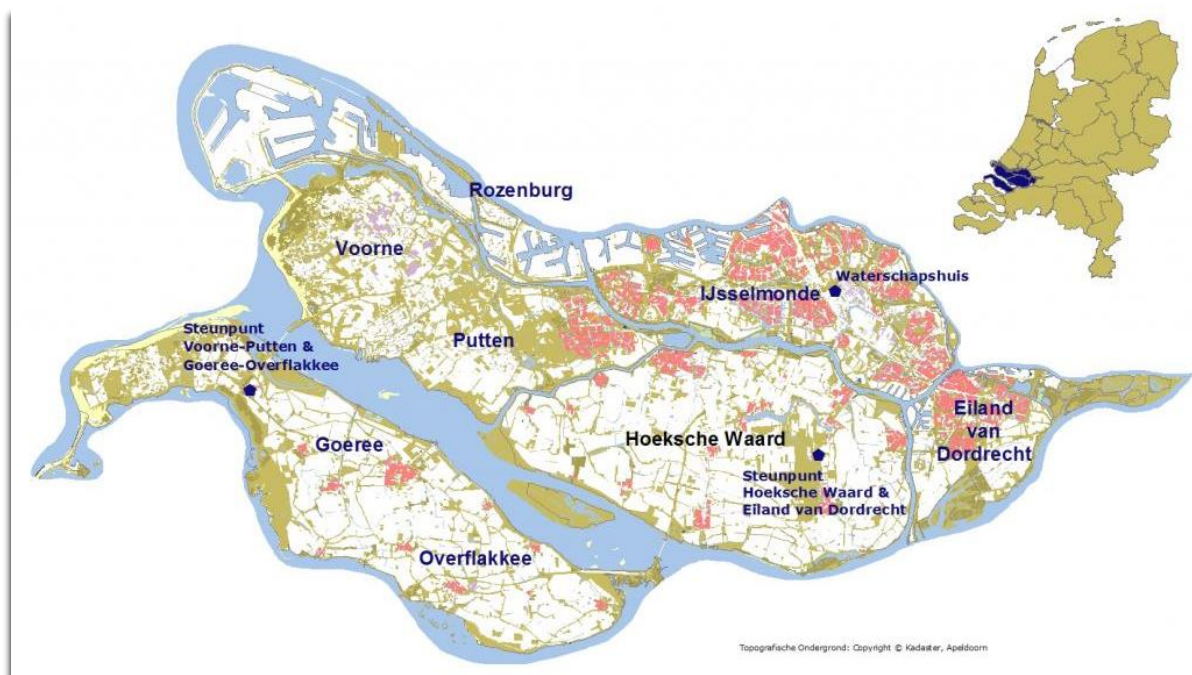 Rozenburg
Voorne
Waterschapshuis
IJsselmonde
Steunpunt
Voorne-Putten &
Goeree-Overflakkee
Putten
Eiland
van
Dordrecht
Goeree
Hoeksche Waard
Steunpunt
Hoeksche Waard &
Eiland van Dordrecht
Overflakkee
Topografische Ondergrond: Copyright © Kadaster, Apeldoorn